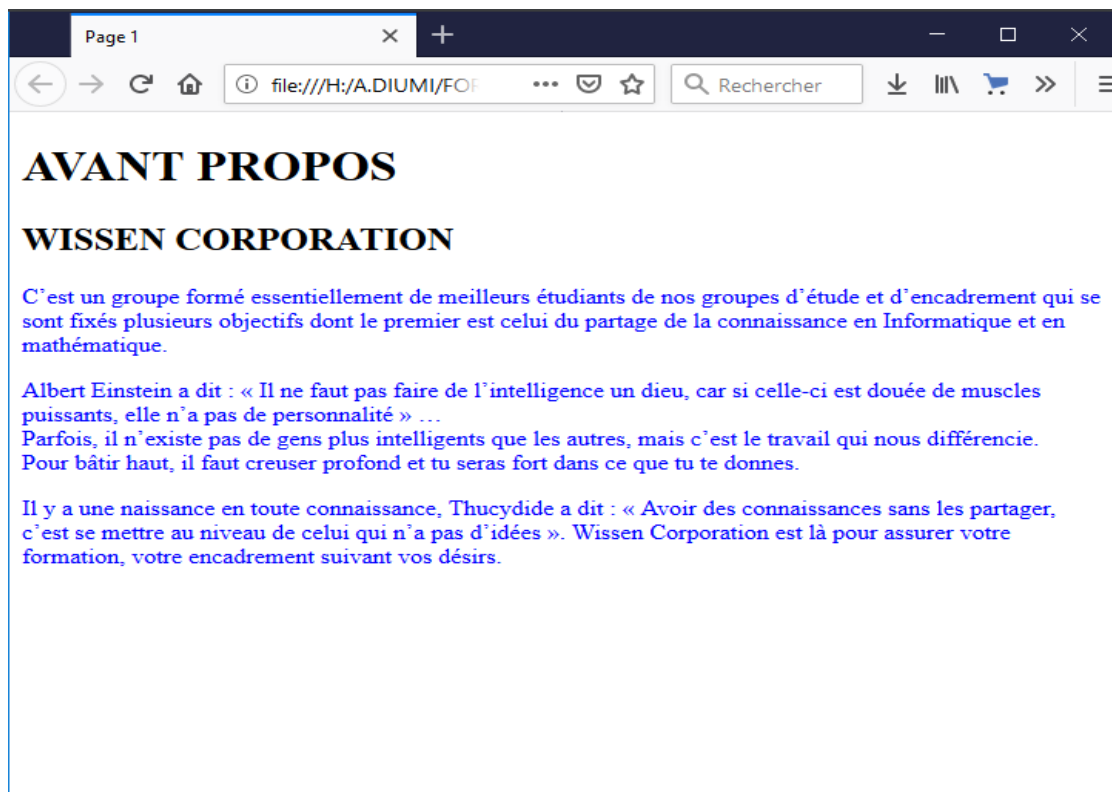 Page 1
file:///H:/A.DIUMI/FOR
Rechercher
AVANT PROPOS
WISSEN CORPORATION
C’est un groupe formé essentiellement de meilleurs étudiants de nos groupes d’étude et d’encadrement qui se
sont fixés plusieurs objectifs dont le premier est celui du partage de la connaissance en Informatique et en
mathématique.
Albert Einstein a dit : « Il ne faut pas faire de l’intelligence un dieu, car si celle-ci est douée de muscles
puissants, elle n’a pas de personnalité » …
Parfois, il n’existe pas de gens plus intelligents que les autres, mais c’est le travail qui nous différencie.
Pour bâtir haut, il faut creuser profond et tu seras fort dans ce que tu te donnes.
Il y a une naissance en toute connaissance, Thucydide a dit : « Avoir des connaissances sans les partager,
c’est se mettre au niveau de celui qui n’a pas d’idées ». Wissen Corporation est là pour assurer votre
formation, votre encadrement suivant vos désirs.